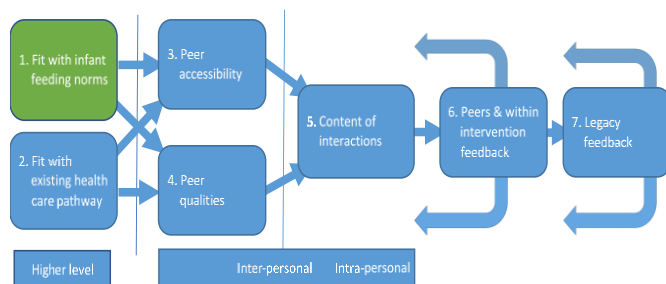 1. Fit with infant
feeding norms
2. Fit with
existing health
care pathway
3. Peer
accessibility
4. Peer
qualities
5. Content of
interactions
6. Peers & within
intervention
feedback
7. Legacy
feedback
Higher level
Inter-personal
Intra-personal